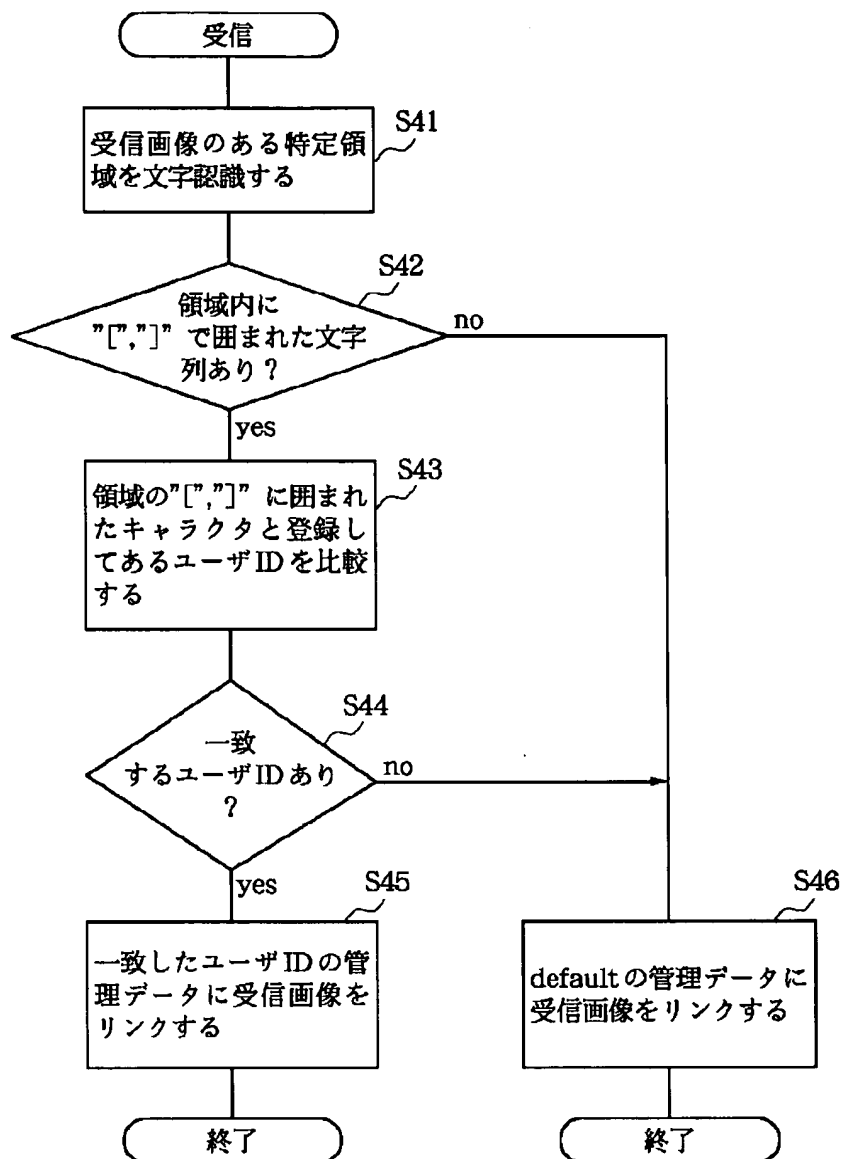 受信
S41
受信画像のある特定領
域を文字認識する
S42
領域内に
"[","]" で囲まれた文字
列あり？
no
yes
S43
領域の"[","]" に囲まれ
たキャラクタと登録し
てあるユーザIDを比較
する
S44
一致
するユーザIDあり
？
no
yes
S45
一致したユーザIDの管
理データに受信画像を
リンクする
S46
defaultの管理データに
受信画像をリンクする
終了
終了